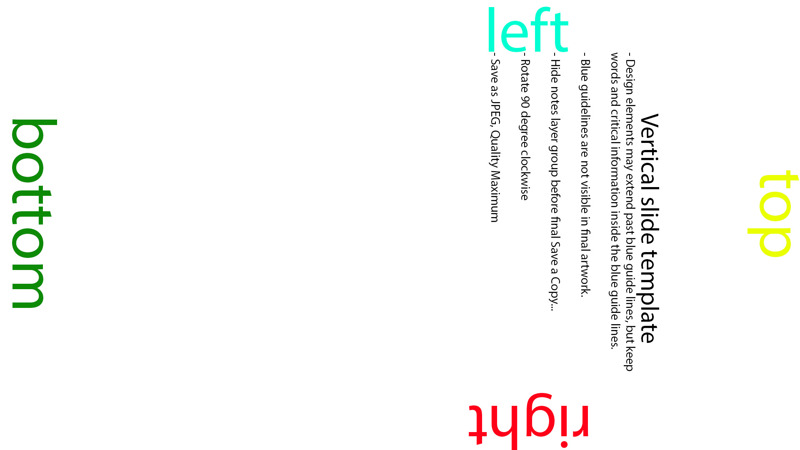 top
Vertical slide template
- Design elements may extend past blue guide lines, but keep
words and critical information inside the blue guide lines.
- Blue guidelines are not visible in final artwork.
- Hide notes layer group before final Save a Copy...
- Rotate 90 degree clockwise
- Save as JPEG, Quality Maximum
left
right
bottom